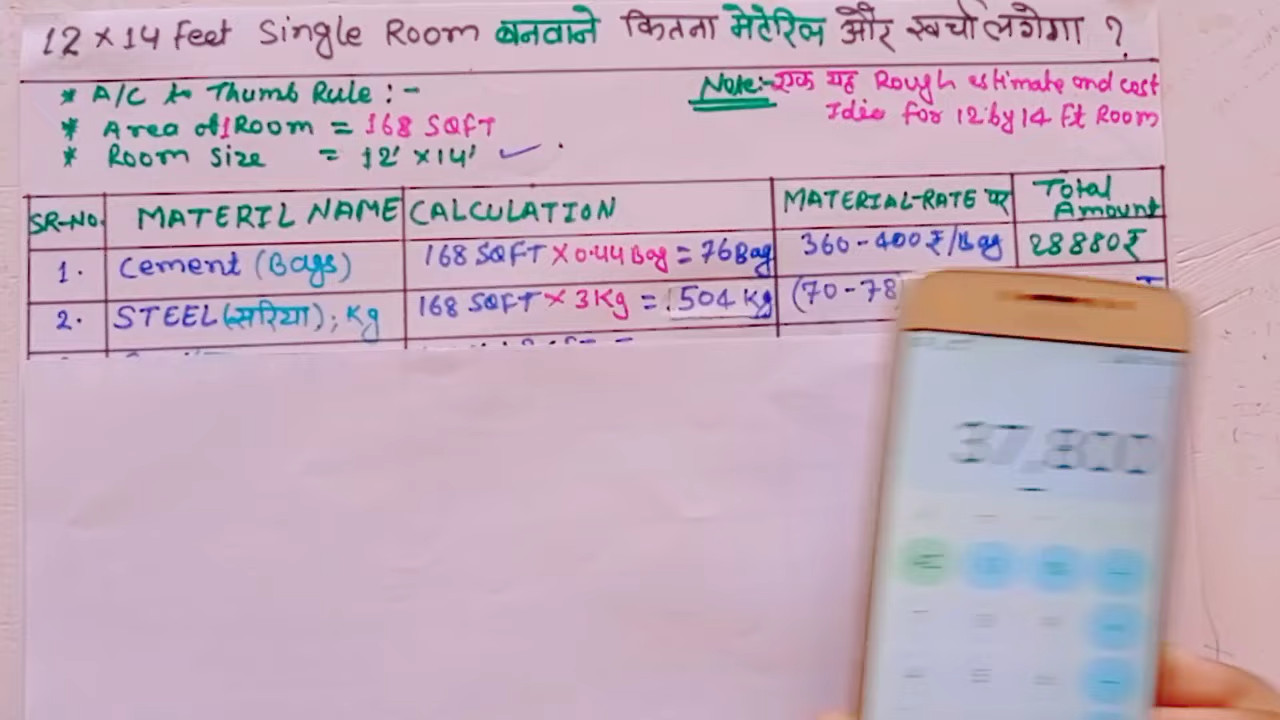 12 × 14 Feet Single Room बनवाने कितना मेटेरिल और खर्चा लगेगा ?
* A/C to Thumb Rule : -
* Area of 1 Room = 168 SQFT
* Room Size = 12' × 14'
Note:- एक यह Rough estimate and cost
Idie for 12 by 14 Ft Room
SR-NO. MATERIL NAME CALCULATION MATERIAL-RATE पर Total Amount
1. Cement (Bags) 168 SQFT × 0.44 Bag = 76 Bag 360-400₹/Bag 28880₹
2. STEEL (सरिया), Kg 168 SQFT × 3 Kg = 504 Kg (70-78
37,800